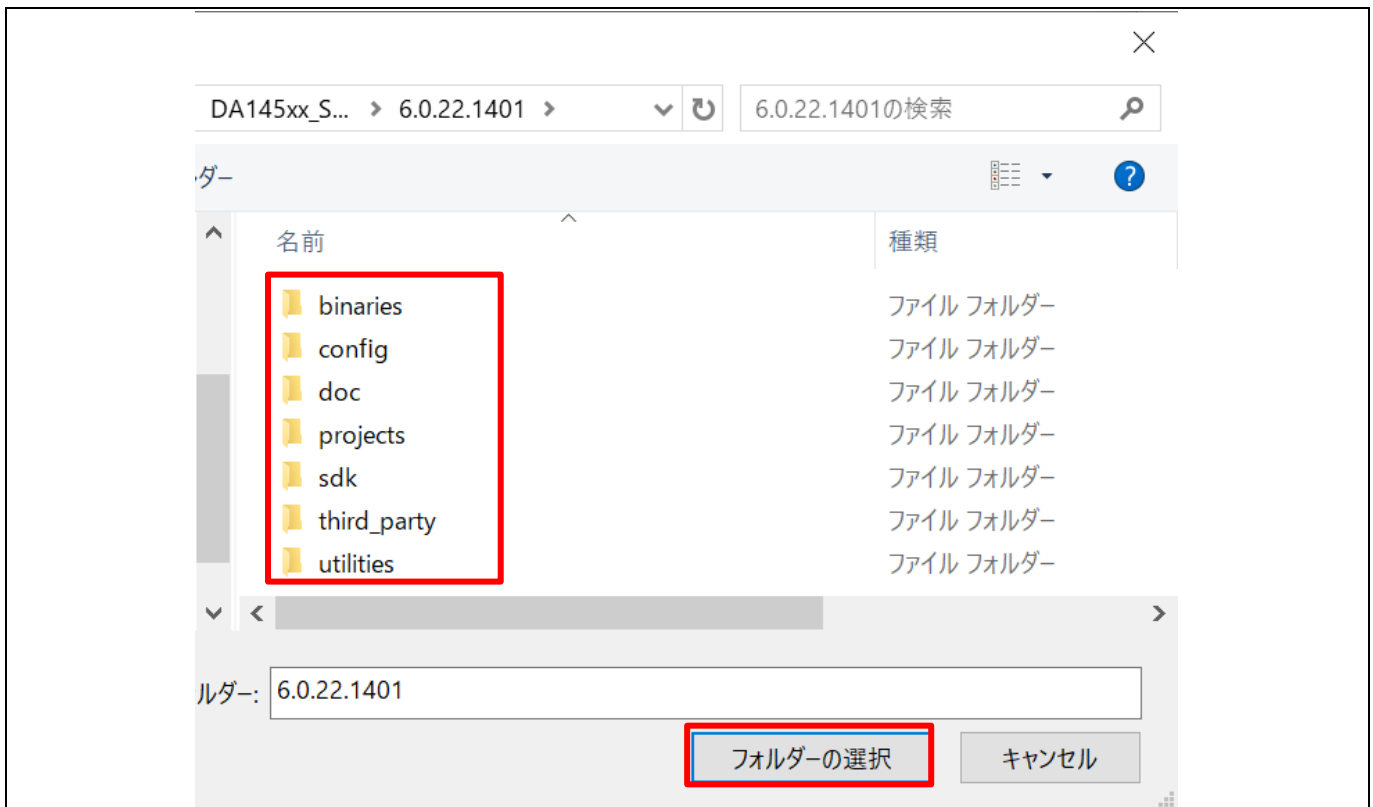 DA145xx_S... > 6.0.22.1401 >
6.0.22.1401の検索
ダー
?
名前
種類
binaries
ファイル フォルダー
config
ファイル フォルダー
doc
ファイル フォルダー
projects
ファイル フォルダー
sdk
ファイル フォルダー
third_party
ファイル フォルダー
utilities
ファイル フォルダー
ルダー:
6.0.22.1401
フォルダーの選択
キャンセル